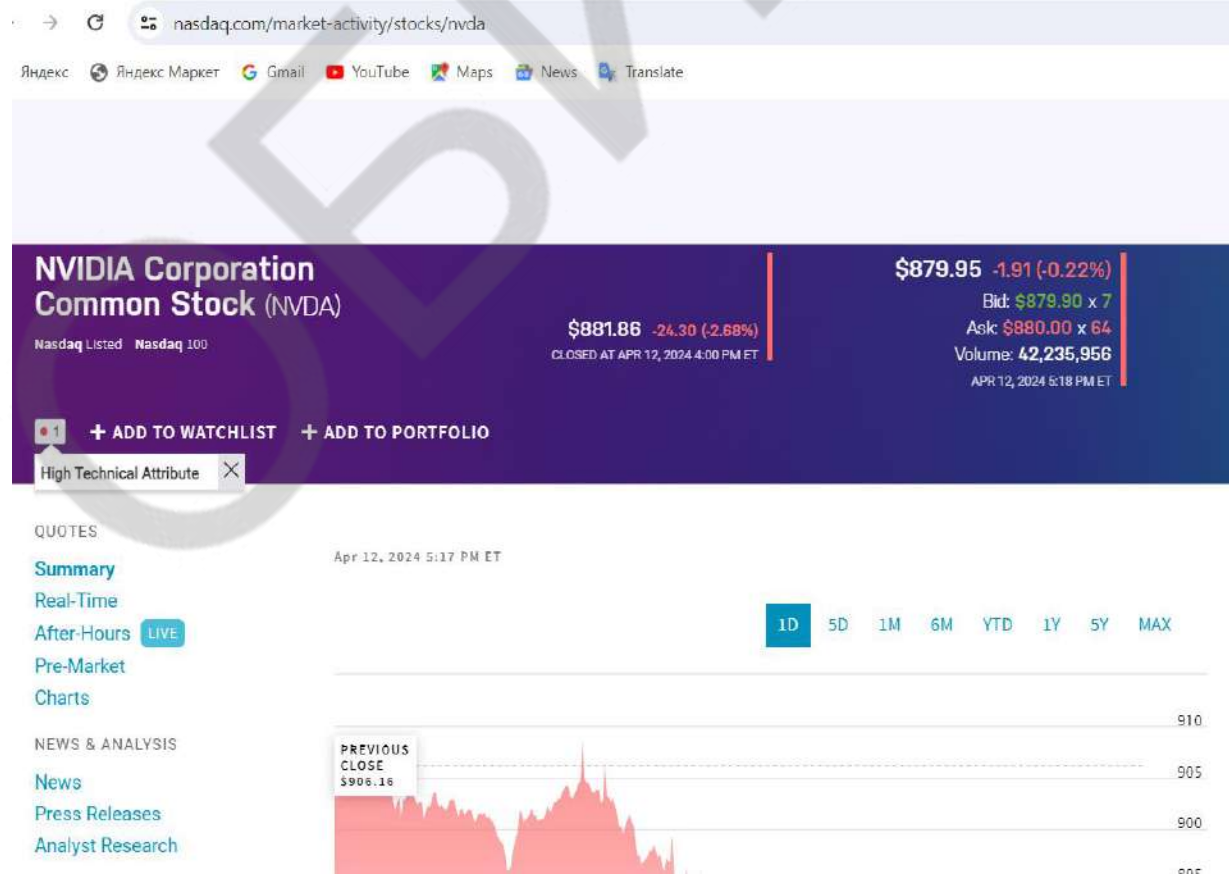 nasdaq.com/market-activity/stocks/nvda
Яндекс Яндекс Маркет Gmail YouTube Maps News Translate
NVIDIA Corporation
Common Stock (NVDA)
Nasdaq Listed Nasdaq 100
$881.86 -24.30 (-2.68%)
CLOSED AT APR 12, 2024 4:00 PM ET
$879.95 -1.91 (-0.22%)
Bid: $879.90 x 7
Ask: $880.00 x 64
Volume: 42,235,956
APR 12, 2024 5:18 PM ET
1 + ADD TO WATCHLIST + ADD TO PORTFOLIO
High Technical Attribute
QUOTES
Summary
Real-Time
After-Hours LIVE
Pre-Market
Charts
NEWS & ANALYSIS
News
Press Releases
Analyst Research
Apr 12, 2024 5:17 PM ET
1D 5D 1M 6M YTD 1Y 5Y MAX
910
PREVIOUS
CLOSE
$906.16
905
900
895